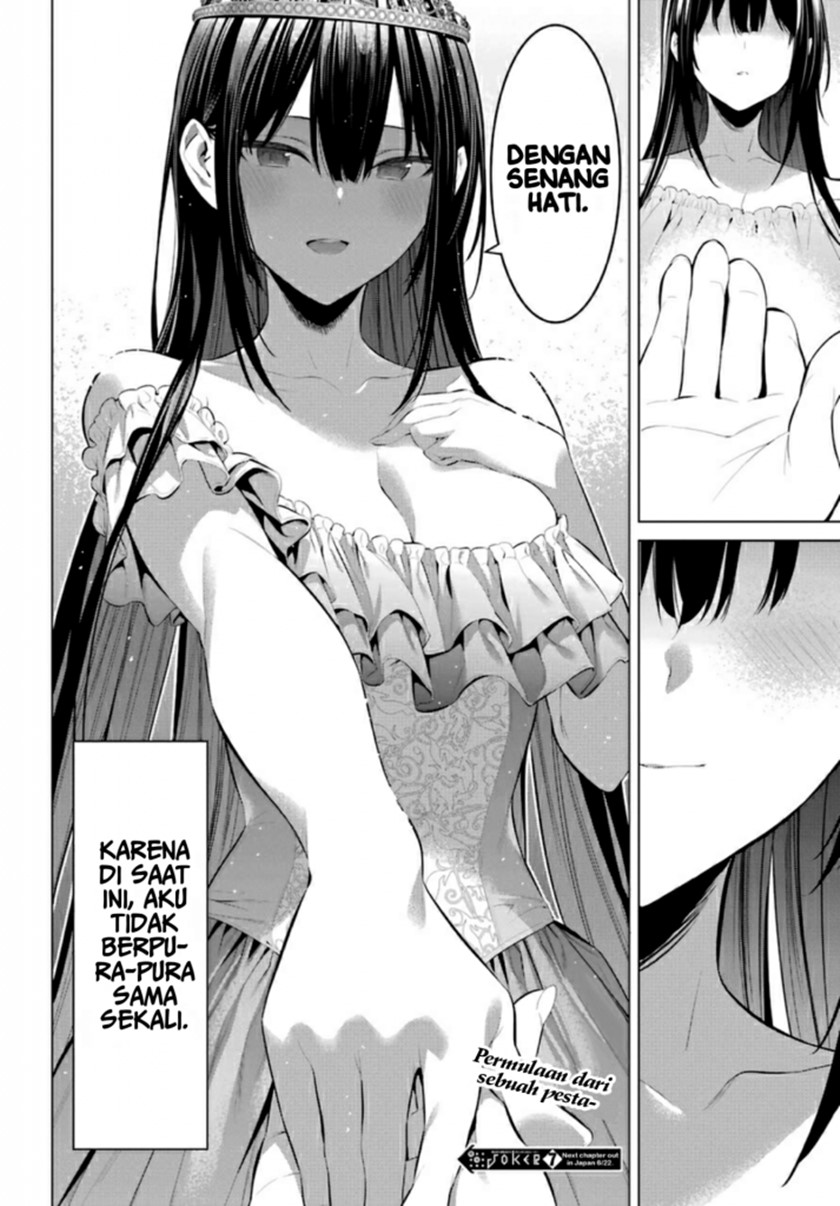 DENGAN
SENANG
HATI.
KARENA
DI SAAT
INI, AKU
TIDAK
BERPU-
RA-PURA
SAMA
SEKALI.
Permulaan dari
sebuah pesta-
JOKER 7 Next chapter out
in Japan 6/22.